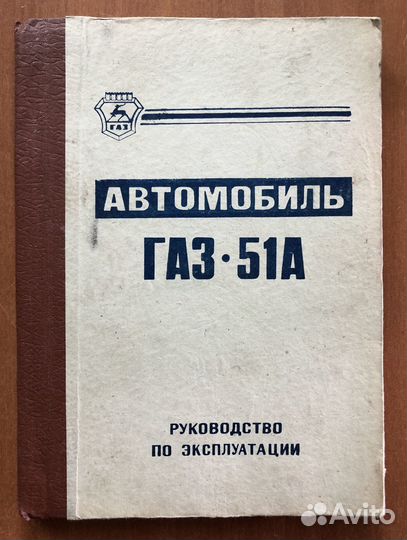 ГАЗ
АВТОМОБИЛЬ
ГАЗ·51А
РУКОВОДСТВО
ПО ЭКСПЛУАТАЦИИ
Avito